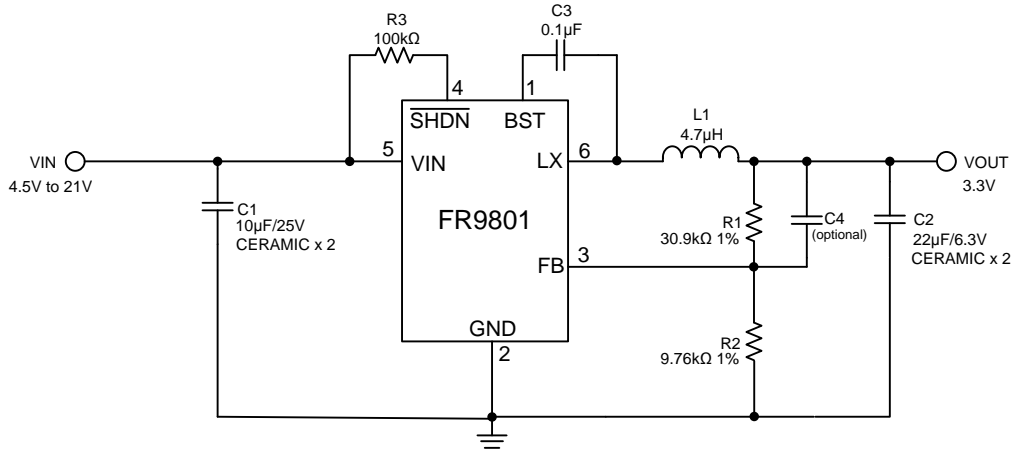 R3
100kΩ
C3
0.1μF
4
1
SHDN
BST
L1
4.7μH
VIN
4.5V to 21V
5
VIN
LX
6
VOUT
3.3V
C1
10μF/25V
CERAMIC x 2
FR9801
R1
30.9kΩ 1%
C4
(optional)
C2
22μF/6.3V
CERAMIC x 2
FB
3
GND
2
R2
9.76kΩ 1%